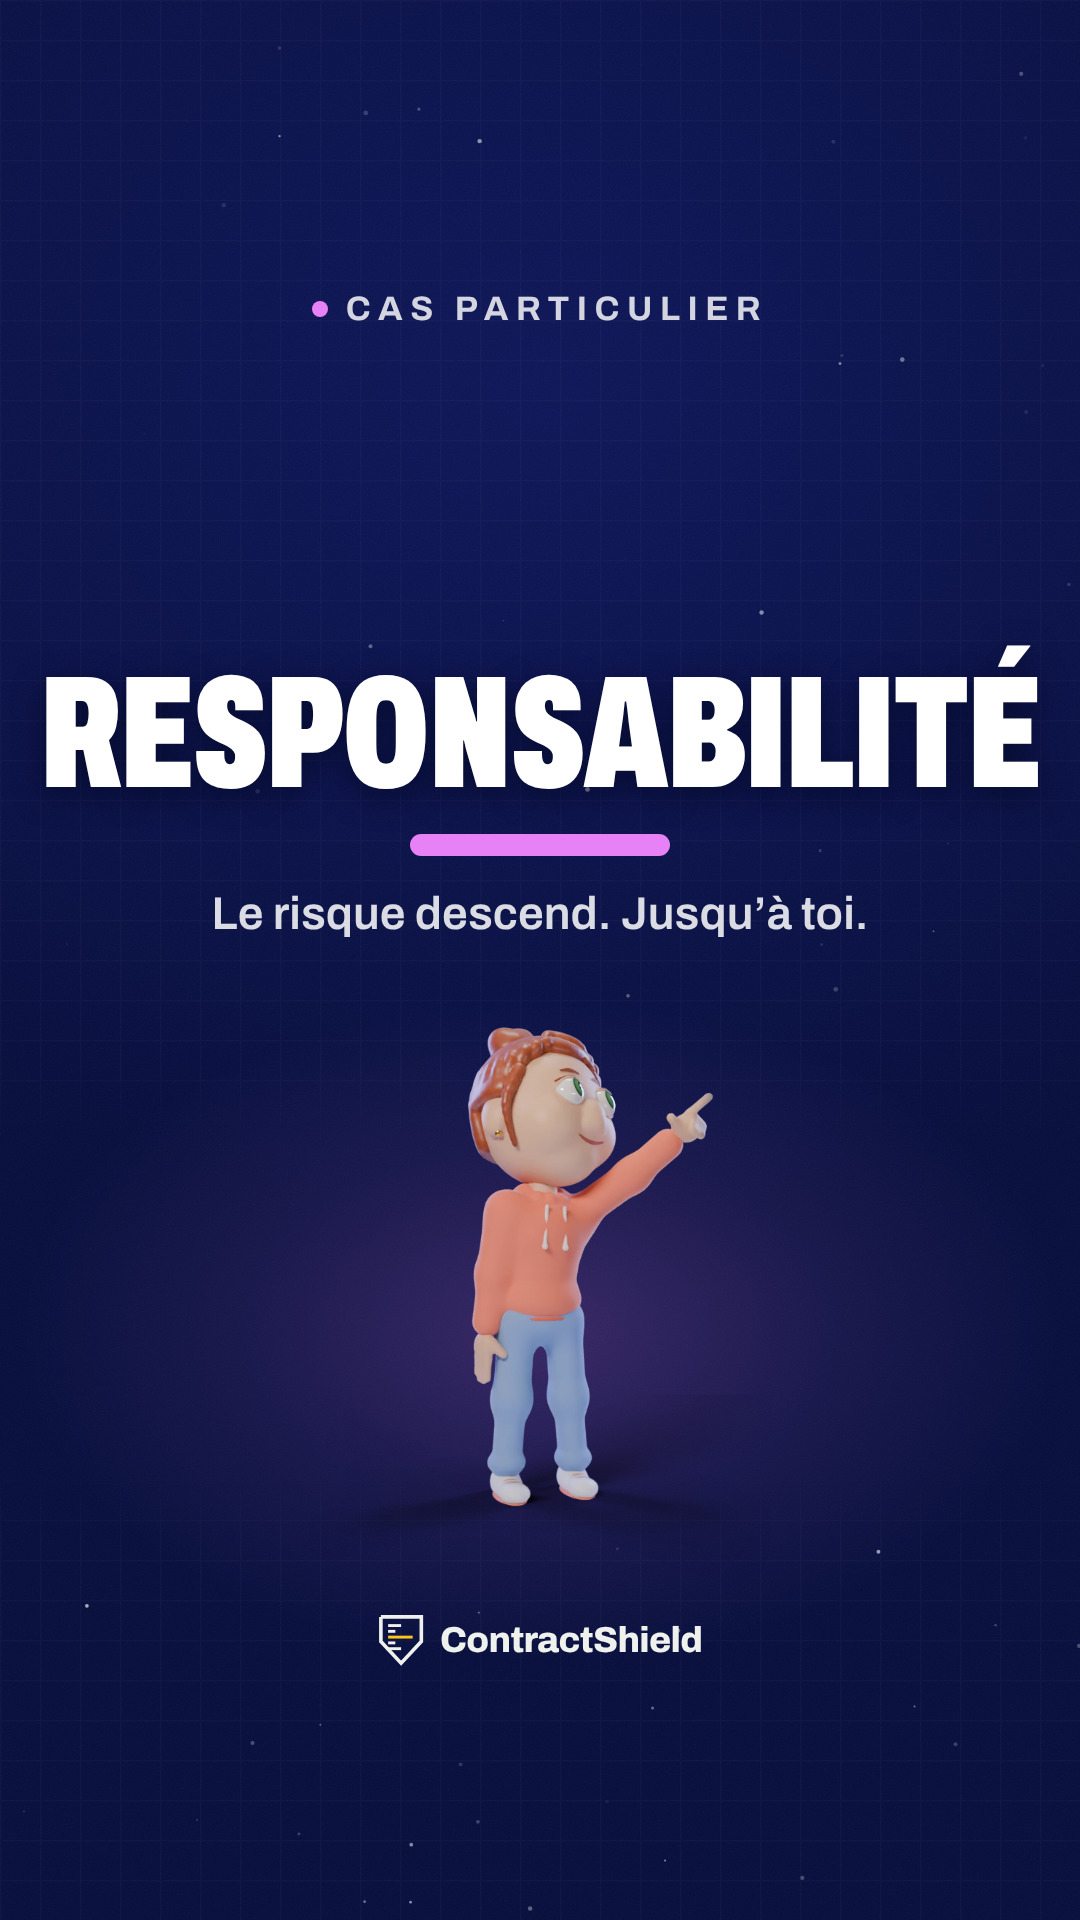 CAS PARTICULIER
RESPONSABILITÉ
Le risque descend. Jusqu’à toi.
ContractShield